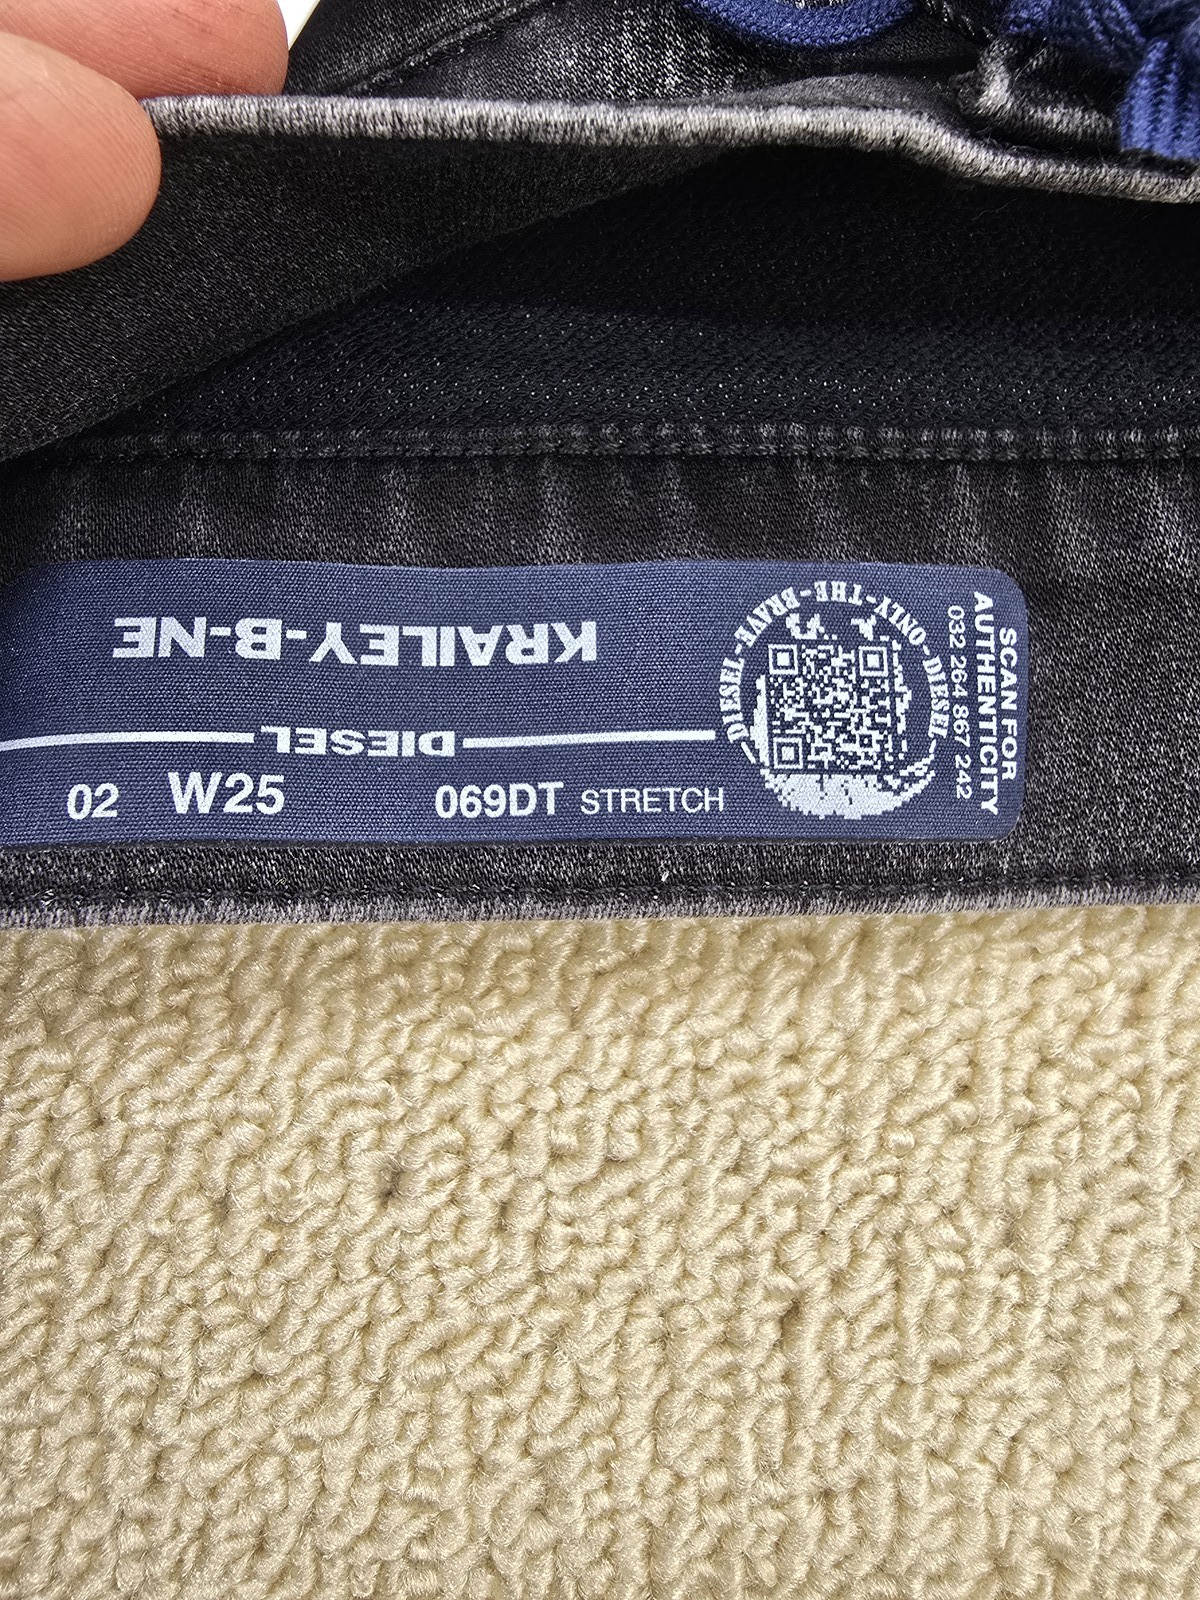 KRAILEY-B-NE
DIESEL
02 W25 069DT STRETCH
DIESEL-ONLY-THE-BRAVE-DIESEL-
SCAN FOR
AUTHENTICITY
032 264 867 242